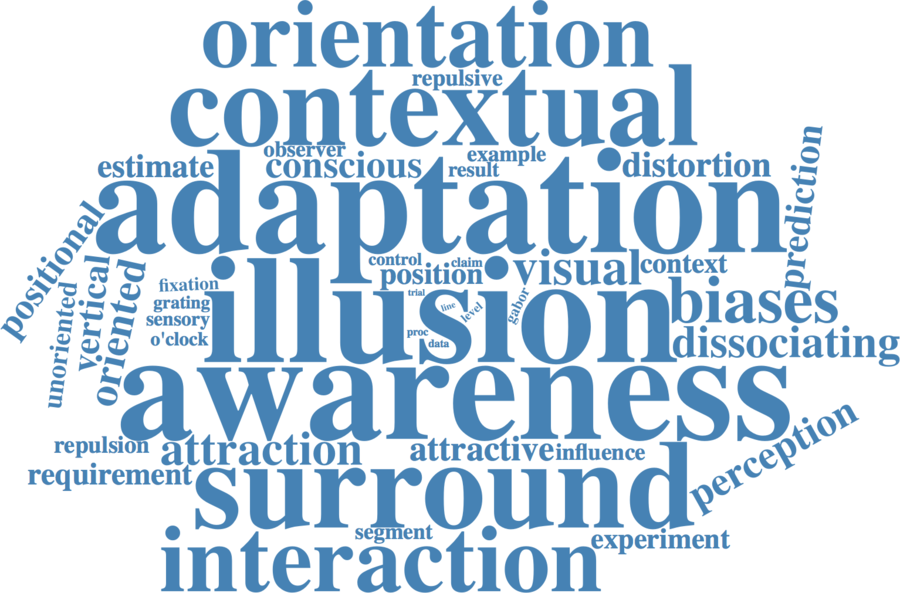 orientation
repulsive
contextual
observer
example
estimate
conscious
result
distortion
adaptation
prediction
positional
control
claim
position
visual
context
vertical
oriented
unoriented
fixation
grating
sensory
o'clock
trial
line
level
gabor
proc
data
illusion
biases
dissociating
awareness
repulsion
attraction
attractive
influence
perception
requirement
surround
segment
experiment
interaction